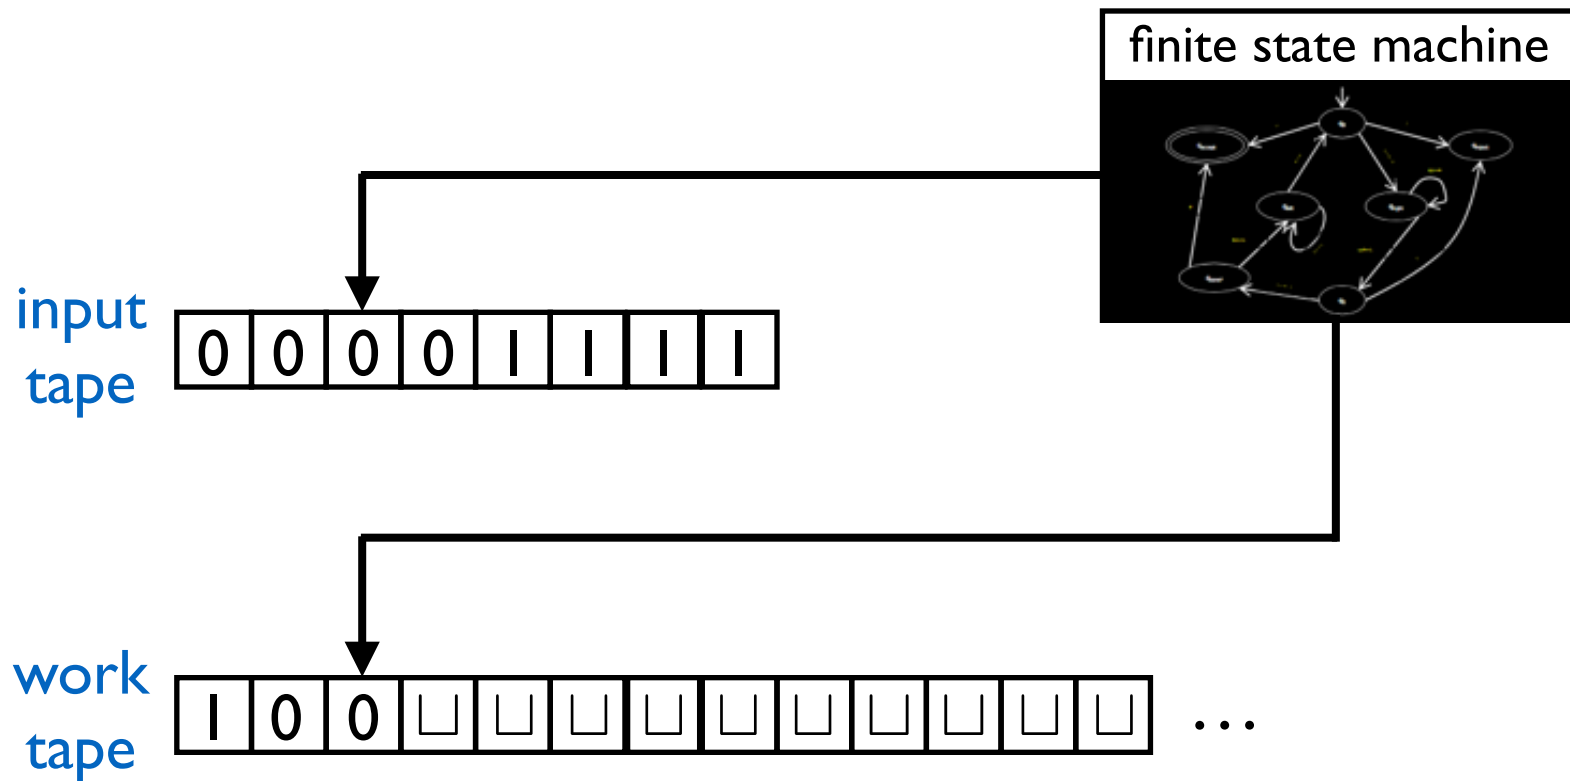 finite state machine
input
tape
0 0 0 0 1 1 1 1
work
tape
1 0 0 ⊔ ⊔ ⊔ ⊔ ⊔ ⊔ ⊔ ⊔ ⊔ ⊔ ...